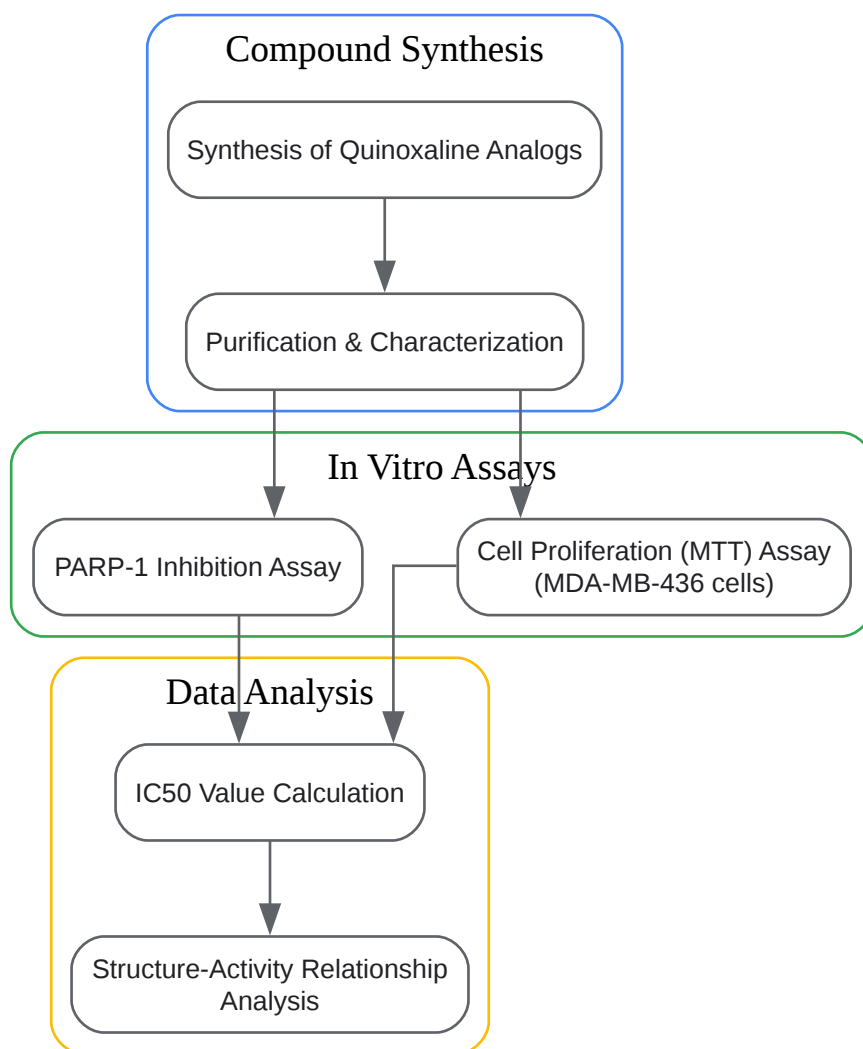 Compound Synthesis
Synthesis of Quinoxaline Analogs
Purification & Characterization
In Vitro Assays
PARP-1 Inhibition Assay
Cell Proliferation (MTT) Assay
(MDA-MB-436 cells)
Data Analysis
IC50 Value Calculation
Structure-Activity Relationship
Analysis